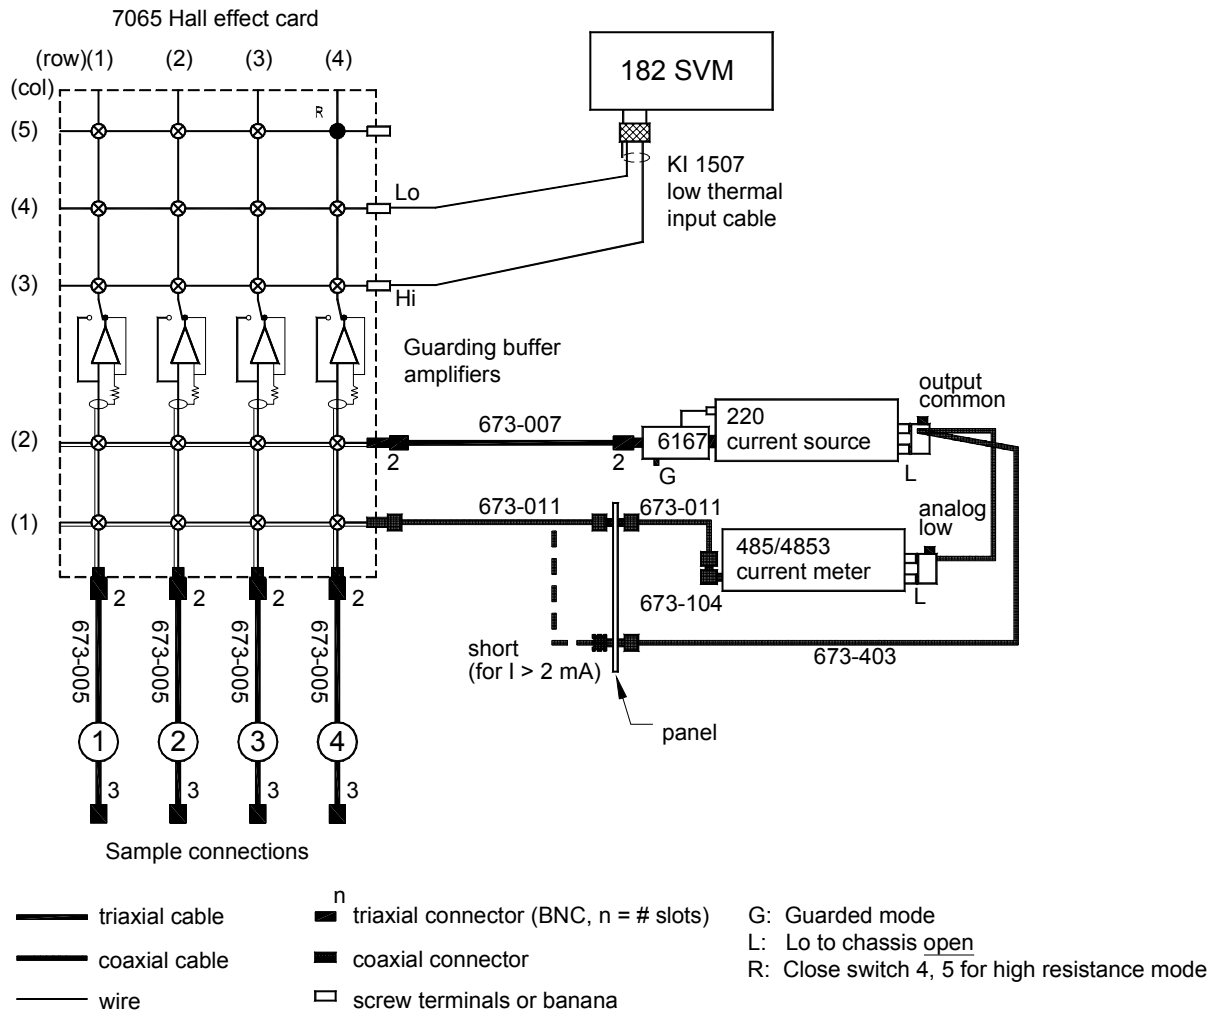 7065 Hall effect card
(row)(1) (2) (3) (4)
(col)
182 SVM
R
(5)
KI 1507
low thermal
input cable
Lo
(4)
(3)
Hi
Guarding buffer
amplifiers
output
common
673-007
220
current source
6167
(2)
2
2
G
L
673-011
673-011
analog
low
(1)
485/4853
current meter
2 2 2 2
673-104
L
673-005 673-005 673-005 673-005
short
(for I > 2 mA)
673-403
panel
1 2 3 4
3 3 3 3
Sample connections
n
triaxial cable
triaxial connector (BNC, n = # slots)
G: Guarded mode
L: Lo to chassis open
coaxial cable
coaxial connector
R: Close switch 4, 5 for high resistance mode
wire
screw terminals or banana